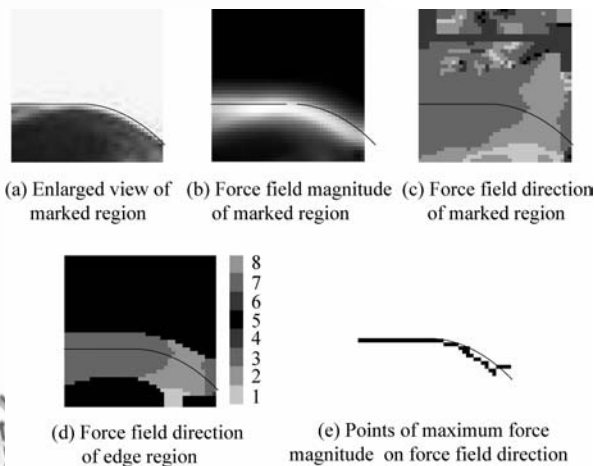 (a) Enlarged view of
marked region
(b) Force field magnitude
of marked region
(c) Force field direction
of marked region
8
7
6
5
4
3
2
1
(d) Force field direction
of edge region
(e) Points of maximum force
magnitude on force field direction